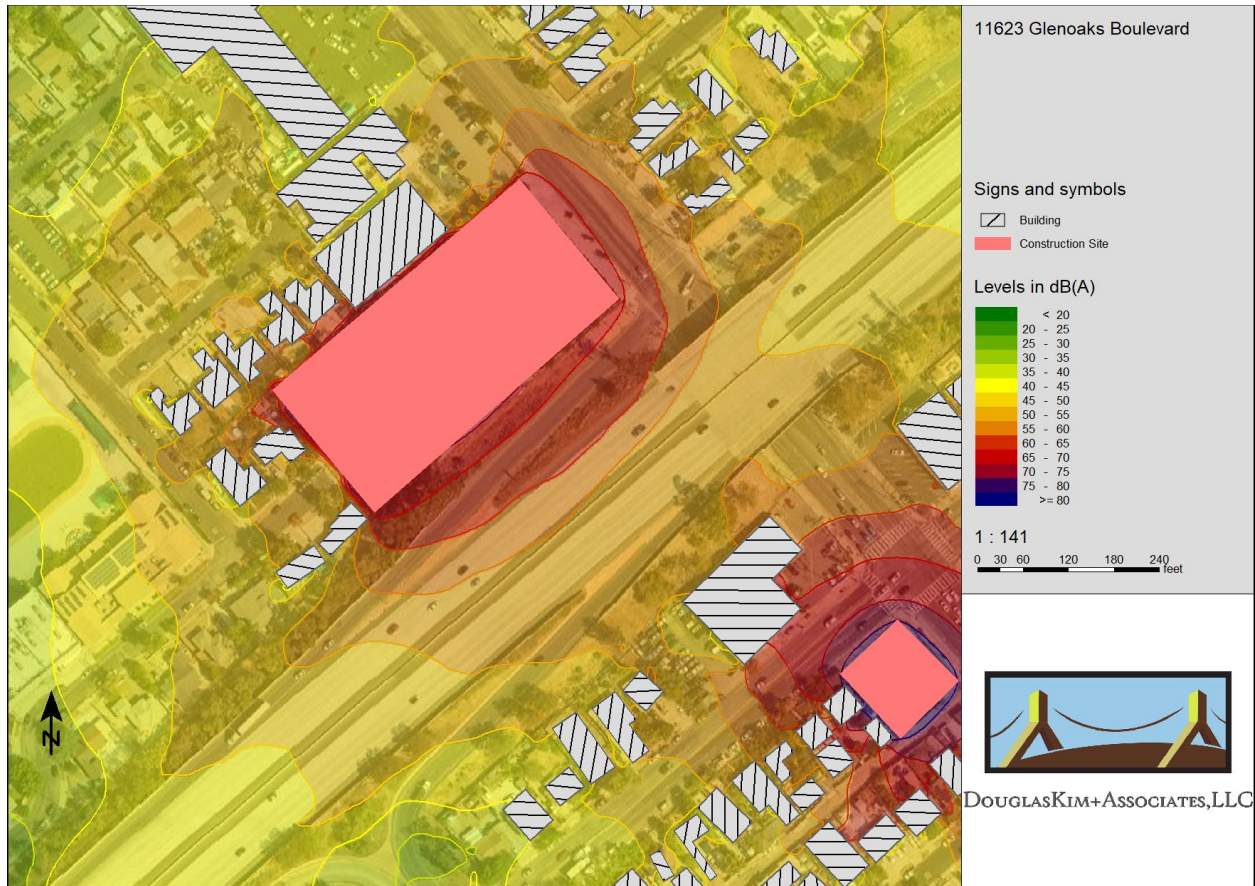 11623 Glenoaks Boulevard
Signs and symbols
Building
Construction Site
Levels in dB(A)
< 20
20 - 25
25 - 30
30 - 35
35 - 40
40 - 45
45 - 50
50 - 55
55 - 60
60 - 65
65 - 70
70 - 75
75 - 80
>= 80
1 : 141
0 30 60 120 180 240
feet
N
DOUGLASKIM+ASSOCIATES,LLC